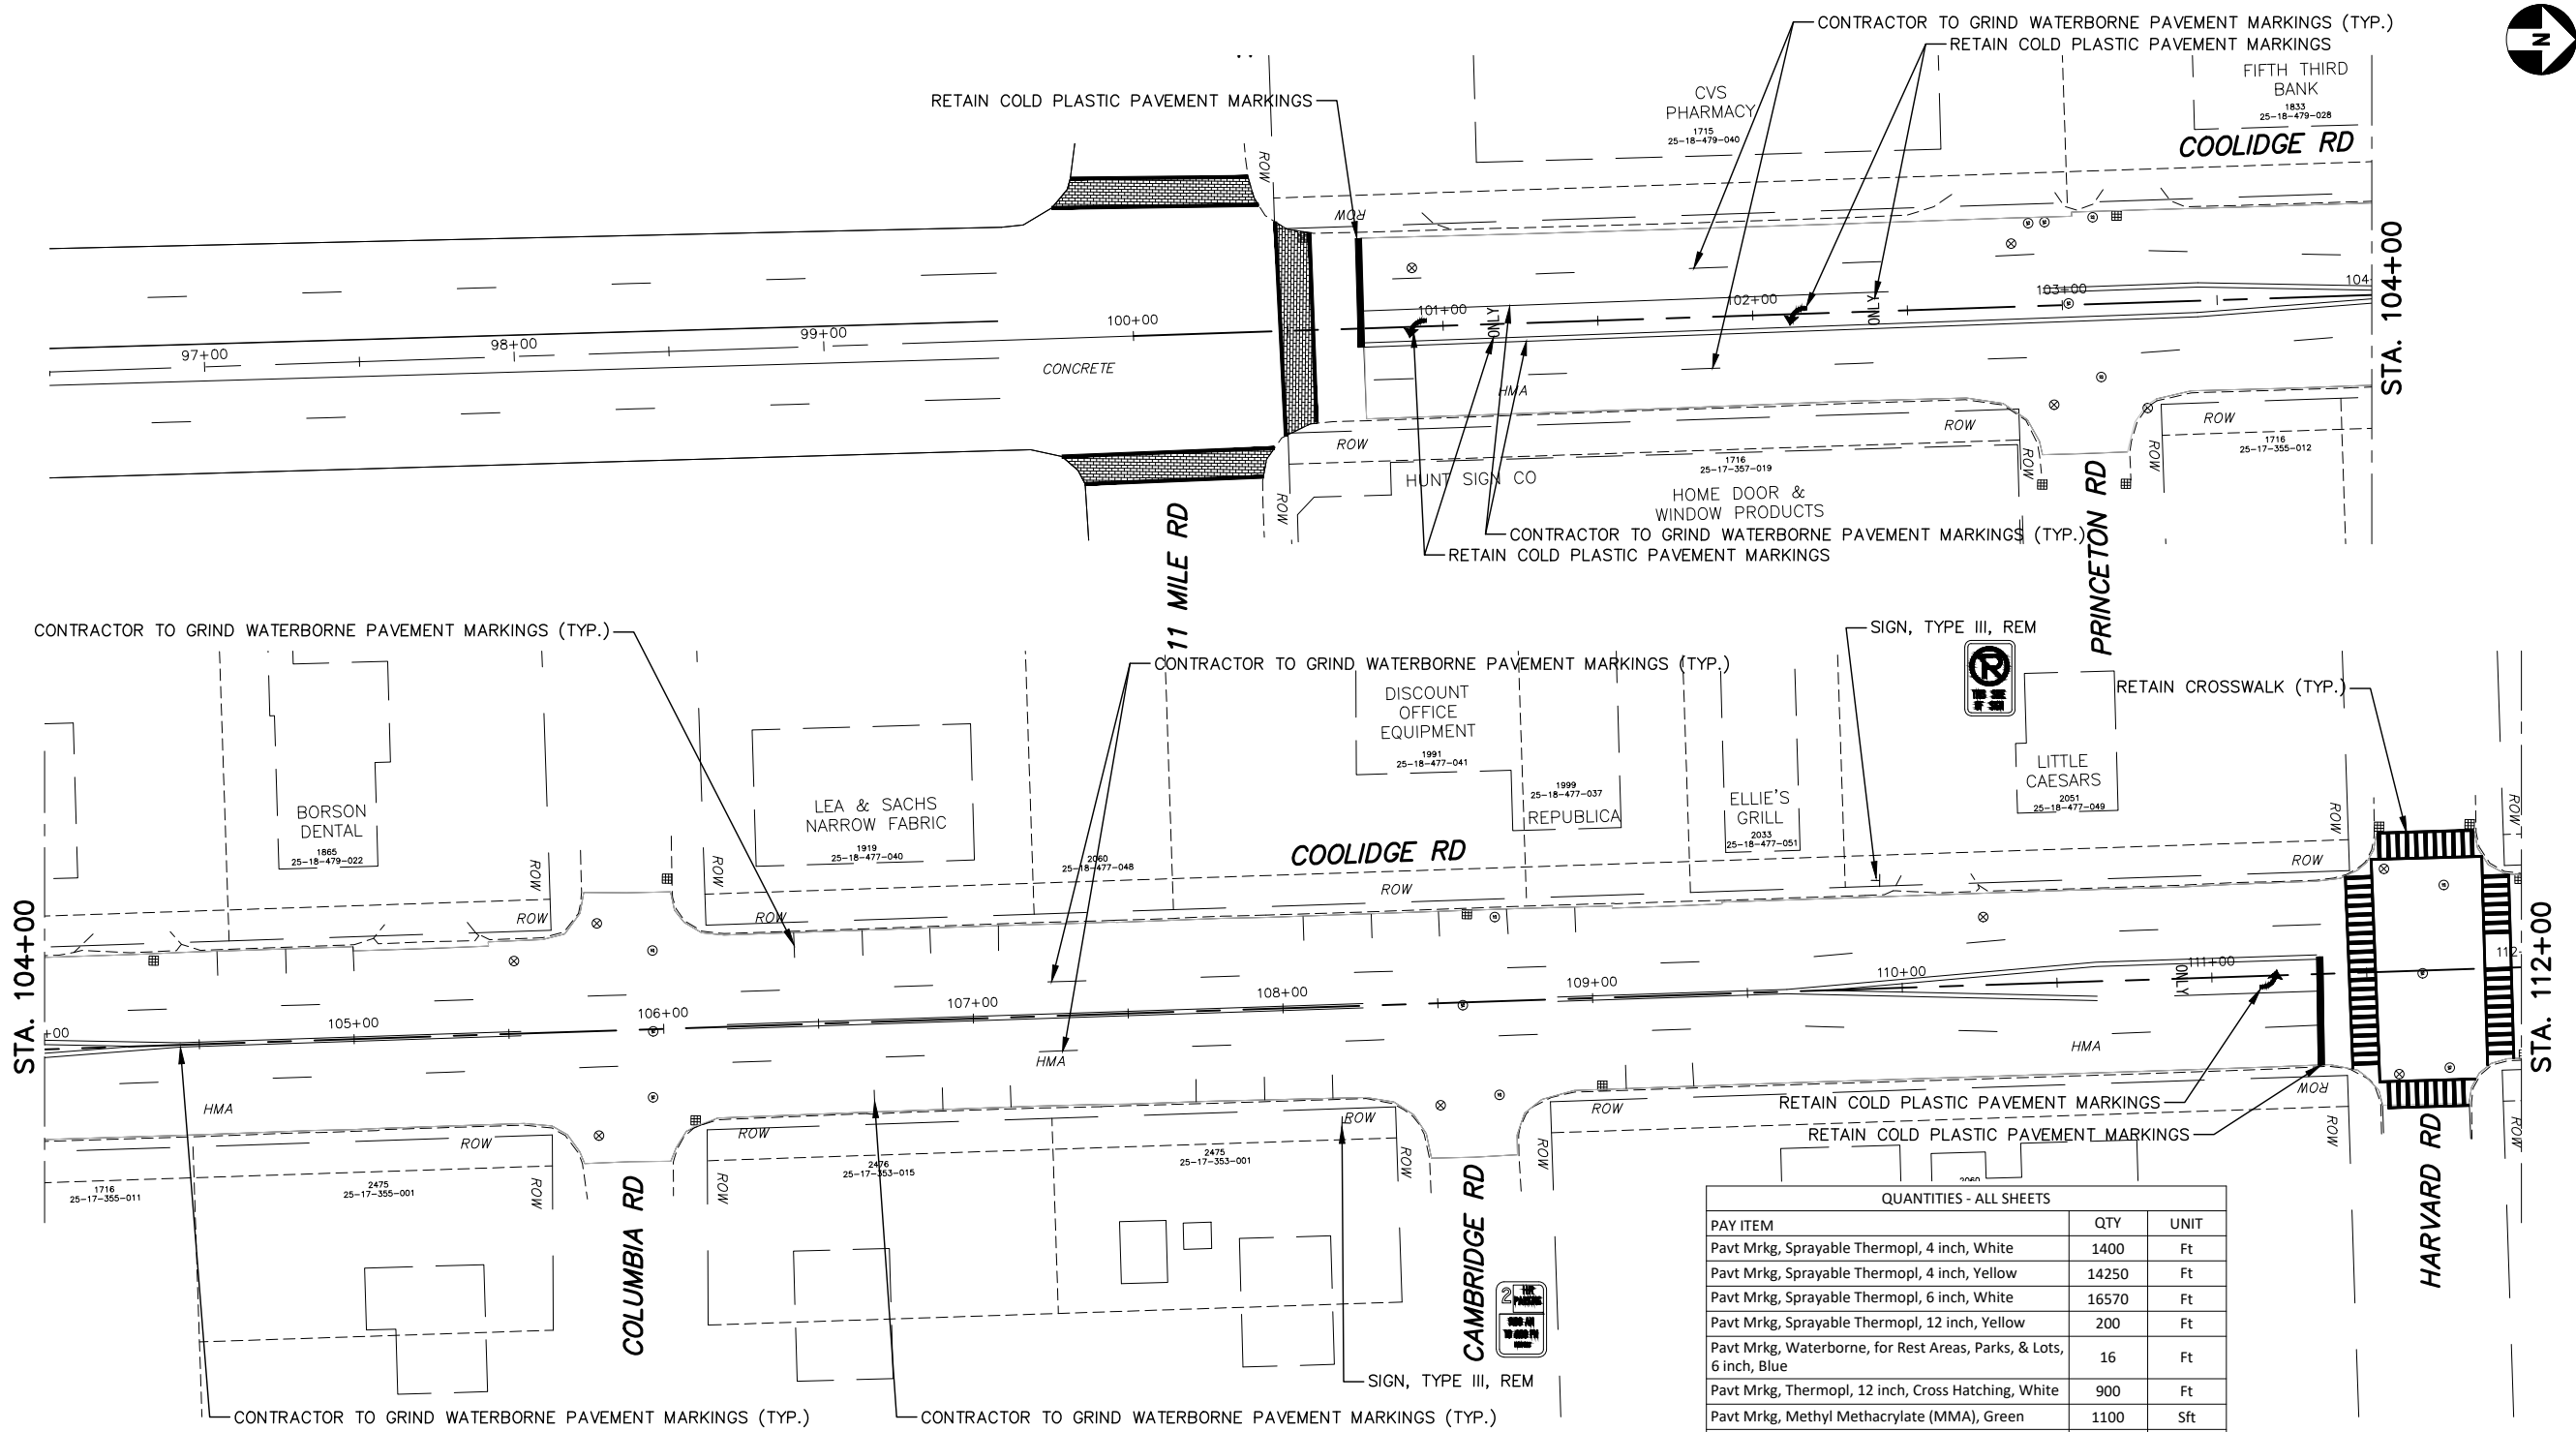 CONTRACTOR TO GRIND WATERBORNE PAVEMENT MARKINGS (TYP.)
RETAIN COLD PLASTIC PAVEMENT MARKINGS
N
RETAIN COLD PLASTIC PAVEMENT MARKINGS
CVS
PHARMACY
1715
25-18-479-040
FIFTH THIRD
BANK
1833
25-18-479-028
COOLIDGE RD
ROW
ROW
STA. 104+00
97+00
98+00
99+00
100+00
101+00
102+00
103+00
104
ONLY
ONLY
CONCRETE
HMA
ROW
ROW
ROW
ROW
ROW
ROW
HUNT SIGN CO
1716
25-17-357-019
HOME DOOR &
WINDOW PRODUCTS
1716
25-17-355-012
CONTRACTOR TO GRIND WATERBORNE PAVEMENT MARKINGS (TYP.)
RETAIN COLD PLASTIC PAVEMENT MARKINGS
11 MILE RD
PRINCETON RD
CONTRACTOR TO GRIND WATERBORNE PAVEMENT MARKINGS (TYP.)
CONTRACTOR TO GRIND WATERBORNE PAVEMENT MARKINGS (TYP.)
SIGN, TYPE III, REM
RETAIN CROSSWALK (TYP.)
BORSON
DENTAL
1865
25-18-479-022
LEA & SACHS
NARROW FABRIC
1919
25-18-477-040
2060
25-18-477-048
DISCOUNT
OFFICE
EQUIPMENT
1991
25-18-477-041
1999
25-18-477-037
REPUBLICA
ELLIE'S
GRILL
2033
25-18-477-051
LITTLE
CAESARS
2051
25-18-477-049
COOLIDGE RD
ROW
ROW
ROW
ROW
ROW
ROW
ROW
ROW
STA. 104+00
+00
105+00
106+00
107+00
108+00
109+00
110+00
111+00
112
ONLY
STA. 112+00
HMA
HMA
HMA
ROW
ROW
ROW
ROW
ROW
ROW
ROW
ROW
ROW
ROW
ROW
RETAIN COLD PLASTIC PAVEMENT MARKINGS
RETAIN COLD PLASTIC PAVEMENT MARKINGS
1716
25-17-355-011
2475
25-17-355-001
2476
25-17-353-015
2475
25-17-353-001
COLUMBIA RD
CAMBRIDGE RD
HARVARD RD
2
SIGN, TYPE III, REM
CONTRACTOR TO GRIND WATERBORNE PAVEMENT MARKINGS (TYP.)
CONTRACTOR TO GRIND WATERBORNE PAVEMENT MARKINGS (TYP.)
QUANTITIES - ALL SHEETS
PAY ITEM QTY UNIT
Pavt Mrkg, Sprayable Thermopl, 4 inch, White 1400 Ft
Pavt Mrkg, Sprayable Thermopl, 4 inch, Yellow 14250 Ft
Pavt Mrkg, Sprayable Thermopl, 6 inch, White 16570 Ft
Pavt Mrkg, Sprayable Thermopl, 12 inch, Yellow 200 Ft
Pavt Mrkg, Waterborne, for Rest Areas, Parks, & Lots,
6 inch, Blue 16 Ft
Pavt Mrkg, Thermopl, 12 inch, Cross Hatching, White 900 Ft
Pavt Mrkg, Methyl Methacrylate (MMA), Green 1100 Sft